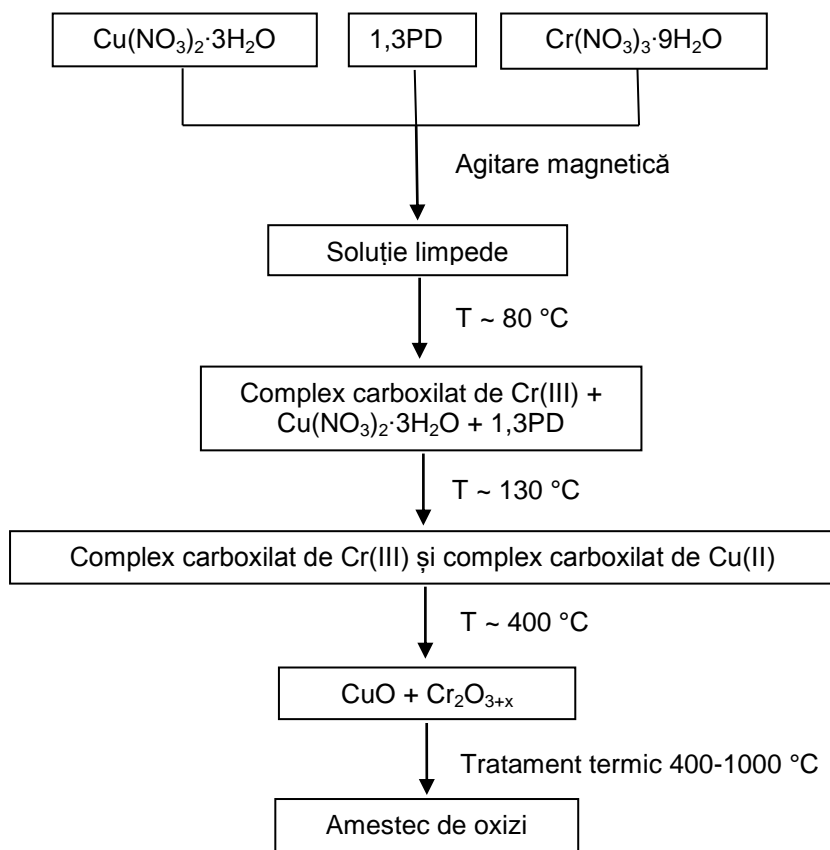 Cu(NO₃)₂·3H₂O
1,3PD
Cr(NO₃)₃·9H₂O
Agitare magnetică
Soluție limpede
T ~ 80 °C
Complex carboxilat de Cr(III) +
Cu(NO₃)₂·3H₂O + 1,3PD
T ~ 130 °C
Complex carboxilat de Cr(III) și complex carboxilat de Cu(II)
T ~ 400 °C
CuO + Cr₂O₃₊ₓ
Tratament termic 400-1000 °C
Amestec de oxizi